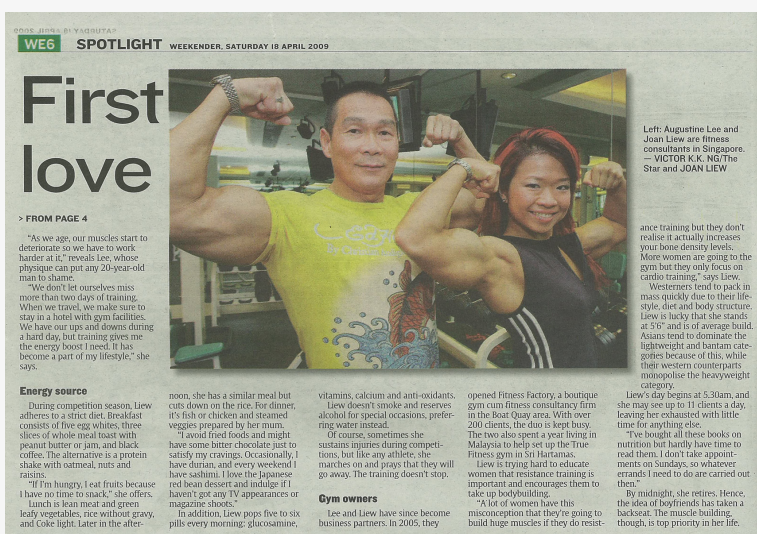 WE6 SPOTLIGHT WEEKENDER, SATURDAY 18 APRIL 2009
First
love
> FROM PAGE 4
Left: Augustine Lee and
Joan Liew are fitness
consultants in Singapore.
— VICTOR K.K. NG/The
Star and JOAN LIEW
"As we age, our muscles start to
deteriorate so we have to work
harder at it," reveals Lee, whose
physique can put any 20-year-old
man to shame.
"We don't let ourselves miss
more than two days of training.
When we travel, we make sure to
stay in a hotel with gym facilities.
We have our ups and downs during
a hard day, but training gives me
the energy boost I need. It has
become a part of my lifestyle," she
says.
Energy source
During competition season, Liew
adheres to a strict diet. Breakfast
consists of five egg whites, three
slices of whole meal toast with
peanut butter or jam, and black
coffee. The alternative is a protein
shake with oatmeal, nuts and
raisins.
"If I'm hungry, I eat fruits because
I have no time to snack," she offers.
Lunch is lean meat and green
leafy vegetables, rice without gravy,
and Coke light. Later in the after-
noon, she has a similar meal but
cuts down on the rice. For dinner,
it's fish or chicken and steamed
veggies prepared by her mum.
"I avoid fried foods and might
have some bitter chocolate just to
satisfy my cravings. Occasionally, I
have durian, and every weekend I
have sashimi. I love the Japanese
red bean dessert and indulge if I
haven't got any TV appearances or
magazine shoots."
In addition, Liew pops five to six
pills every morning: glucosamine,
vitamins, calcium and anti-oxidants.
Liew doesn't smoke and reserves
alcohol for special occasions, prefer-
ring water instead.
Of course, sometimes she
sustains injuries during competi-
tions, but like any athlete, she
marches on and prays that they will
go away. The training doesn't stop.
Gym owners
Lee and Liew have since become
business partners. In 2005, they
opened Fitness Factory, a boutique
gym cum fitness consultancy firm
in the Boat Quay area. With over
200 clients, the duo is kept busy.
The two also spent a year living in
Malaysia to help set up the True
Fitness gym in Sri Hartamas.
Liew is trying hard to educate
women that resistance training is
important and encourages them to
take up bodybuilding.
"A lot of women have this
misconception that they're going to
build huge muscles if they do resist-
ance training but they don't
realise it actually increases
your bone density levels.
More women are going to the
gym but they only focus on
cardio training," says Liew.
Westerners tend to pack in
mass quickly due to their life-
style, diet and body structure.
Liew is lucky that she stands
at 5'6" and is of average build.
Asians tend to dominate the
lightweight and bantam cate-
gories because of this, while
their western counterparts
monopolise the heavyweight
category.
Liew's day begins at 5.30am, and
she may see up to 11 clients a day,
leaving her exhausted with little
time for anything else.
"I've bought all these books on
nutrition but hardly have time to
read them. I don't take appoint-
ments on Sundays, so whatever
errands I need to do are carried out
then."
By midnight, she retires. Hence,
the idea of boyfriends has taken a
backseat. The muscle building,
though, is top priority in her life.